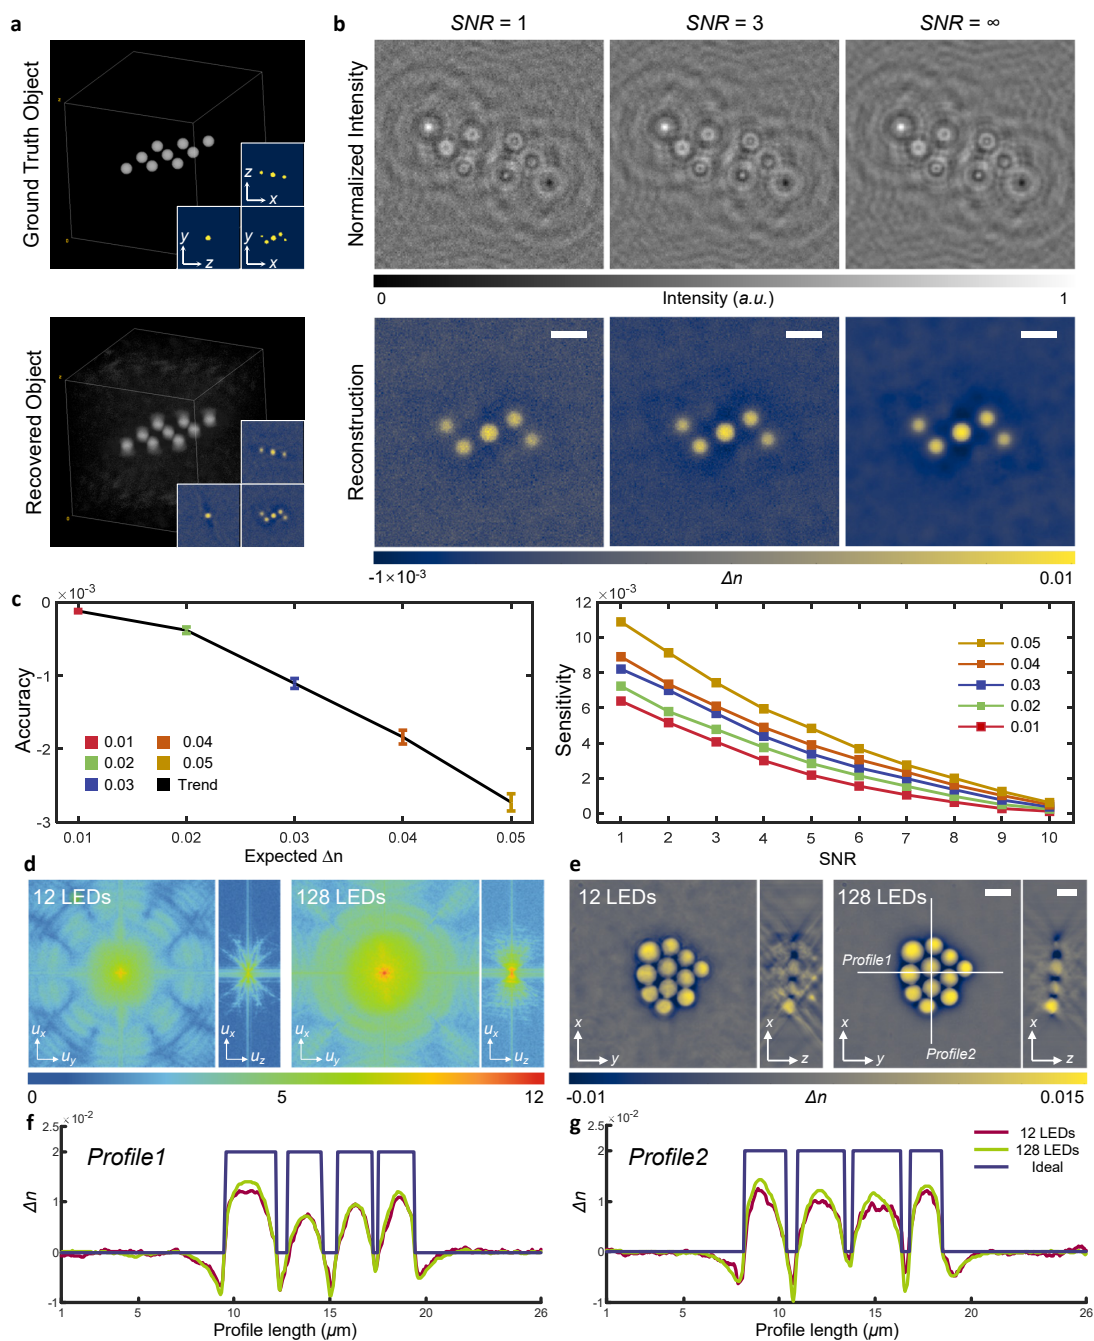 a
b
SNR = 1
SNR = 3
SNR = ∞
Ground Truth Object
z
x
y
z
y
x
Normalized Intensity
0
Intensity (a.u.)
1
Recovered Object
Reconstruction
-1×10⁻³
Δn
0.01
c
×10⁻³
0
-1
-2
-3
Accuracy
0.01
0.02
0.03
0.04
0.05
Trend
0.01 0.02 0.03 0.04 0.05
Expected Δn
×10⁻³
12
10
8
6
4
2
0
Sensitivity
0.05
0.04
0.03
0.02
0.01
1 2 3 4 5 6 7 8 9 10
SNR
d
12 LEDs
128 LEDs
uₓ
u_y
uₓ
u_z
uₓ
u_y
uₓ
u_z
0
5
12
e
12 LEDs
128 LEDs
Profile1
Profile2
x
y
x
z
x
y
x
z
-0.01
Δn
0.015
f
×10⁻²
2.5
2
1
0
-1
Δn
Profile1
1 5 10 15 20 26
Profile length (µm)
g
×10⁻²
2.5
2
1
0
-1
Δn
Profile2
12 LEDs
128 LEDs
Ideal
1 5 10 15 20 26
Profile length (µm)